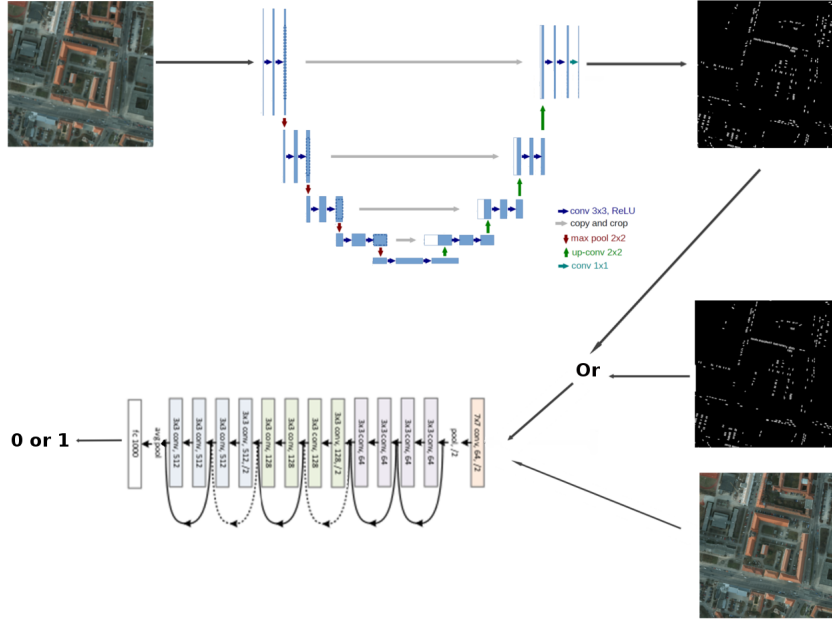 conv 3x3, ReLU
copy and crop
max pool 2x2
up-conv 2x2
conv 1x1
Or
0 or 1
fc 1000
avg pool
3x3 conv, 512
3x3 conv, 512
3x3 conv, 512
3x3 conv, 512, /2
3x3 conv, 128
3x3 conv, 128
3x3 conv, 128
3x3 conv, 128, /2
3x3 conv, 64
3x3 conv, 64
3x3 conv, 64
3x3 conv, 64
pool, /2
7x7 conv, 64, /2